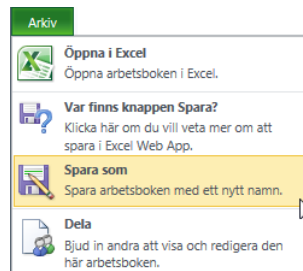 Arkiv
Öppna i Excel
Öppna arbetsboken i Excel.
Var finns knappen Spara?
Klicka här om du vill veta mer om att
spara i Excel Web App.
Spara som
Spara arbetsboken med ett nytt namn.
Dela
Bjud in andra att visa och redigera den
här arbetsboken.